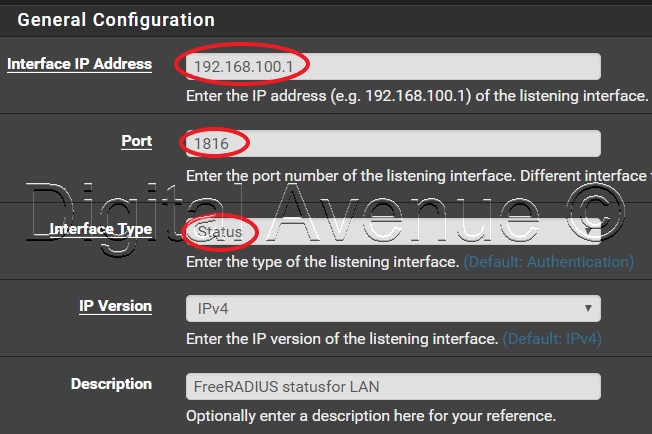 General Configuration
Interface IP Address
192.168.100.1
Enter the IP address (e.g. 192.168.100.1) of the listening interface.
Port
1816
Enter the port number of the listening interface. Different interface
Digital Avenue ©
Interface Type
Status
Enter the type of the listening interface. (Default: Authentication)
IP Version
IPv4
Enter the IP version of the listening interface. (Default: IPv4)
Description
FreeRADIUS statusfor LAN
Optionally enter a description here for your reference.